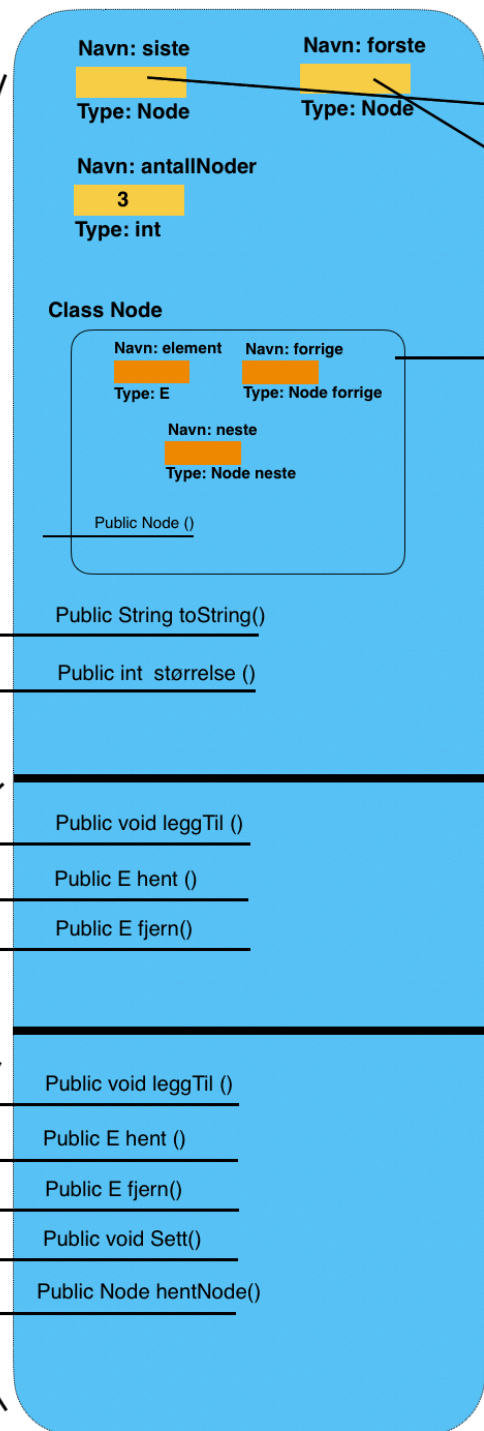 Navn: siste
Navn: forste
Type: Node
Type: Node
Navn: antallNoder
3
Type: int
Class Node
Navn: element
Navn: forrige
Type: E
Type: Node forrige
Navn: neste
Type: Node neste
Public Node ()
Public String toString()
Public int størrelse ()
Public void leggTil ()
Public E hent ()
Public E fjern()
Public void leggTil ()
Public E hent ()
Public E fjern()
Public void Sett()
Public Node hentNode()